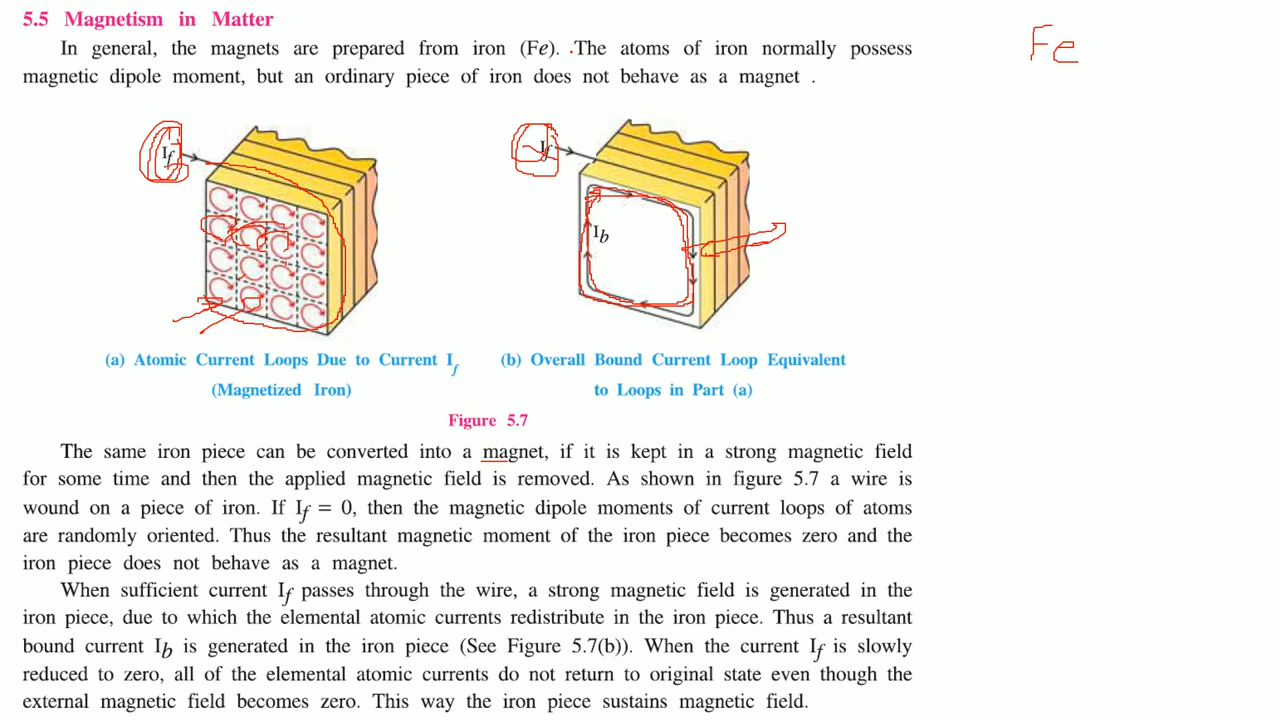 5.5 Magnetism in Matter
Fe
In general, the magnets are prepared from iron (Fe). .The atoms of iron normally possess
magnetic dipole moment, but an ordinary piece of iron does not behave as a magnet .
If
If
Ib
(a) Atomic Current Loops Due to Current If
(Magnetized Iron)
(b) Overall Bound Current Loop Equivalent
to Loops in Part (a)
Figure 5.7
The same iron piece can be converted into a magnet, if it is kept in a strong magnetic field
for some time and then the applied magnetic field is removed. As shown in figure 5.7 a wire is
wound on a piece of iron. If If = 0, then the magnetic dipole moments of current loops of atoms
are randomly oriented. Thus the resultant magnetic moment of the iron piece becomes zero and the
iron piece does not behave as a magnet.
When sufficient current If passes through the wire, a strong magnetic field is generated in the
iron piece, due to which the elemental atomic currents redistribute in the iron piece. Thus a resultant
bound current Ib is generated in the iron piece (See Figure 5.7(b)). When the current If is slowly
reduced to zero, all of the elemental atomic currents do not return to original state even though the
external magnetic field becomes zero. This way the iron piece sustains magnetic field.